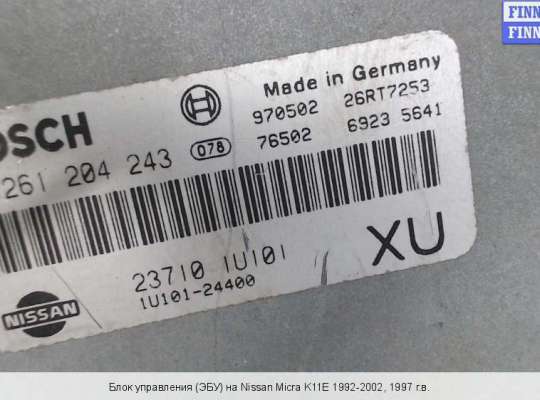 FINN
FINN
Made in Germany
970502 26RT7253
76502 6923 5641
OSCH
261 204 243 078
XU
23710 1U101
1U101-24400
NISSAN
Блок управления (ЭБУ) на Nissan Micra K11E 1992-2002, 1997 г.в.